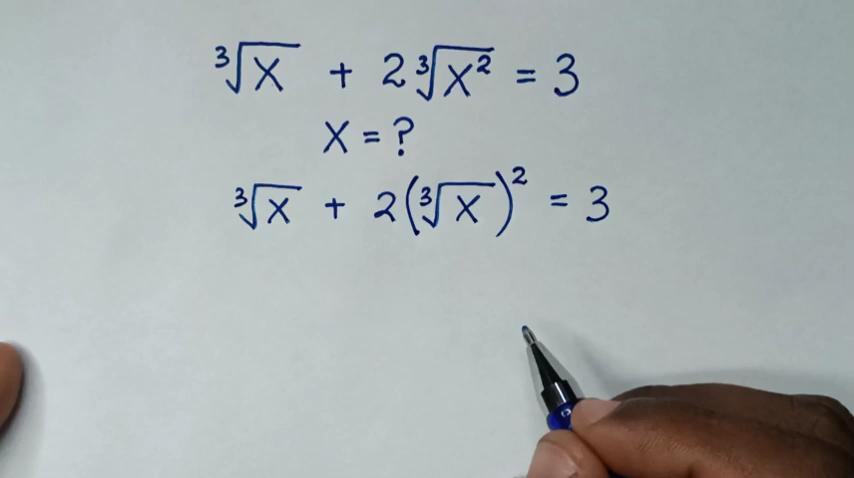 ∛X + 2∛X² = 3
X = ?
∛X + 2(∛X)² = 3